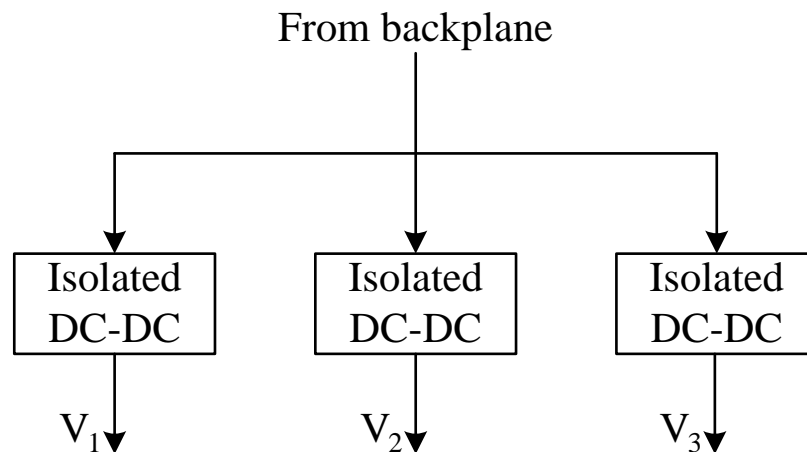 From backplane
Isolated
DC-DC
Isolated
DC-DC
Isolated
DC-DC
V₁
V₂
V₃